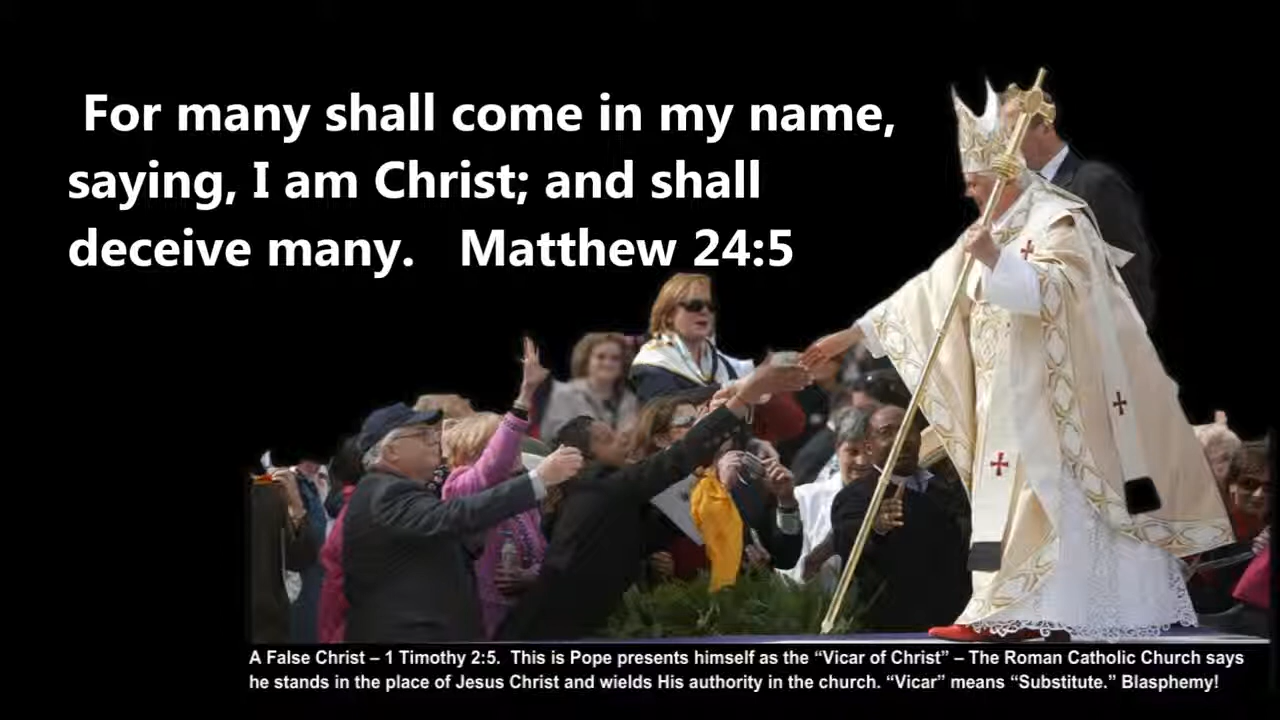 For many shall come in my name,
saying, I am Christ; and shall
deceive many. Matthew 24:5
A False Christ – 1 Timothy 2:5. This is Pope presents himself as the “Vicar of Christ” – The Roman Catholic Church says
he stands in the place of Jesus Christ and wields His authority in the church. “Vicar” means “Substitute.” Blasphemy!